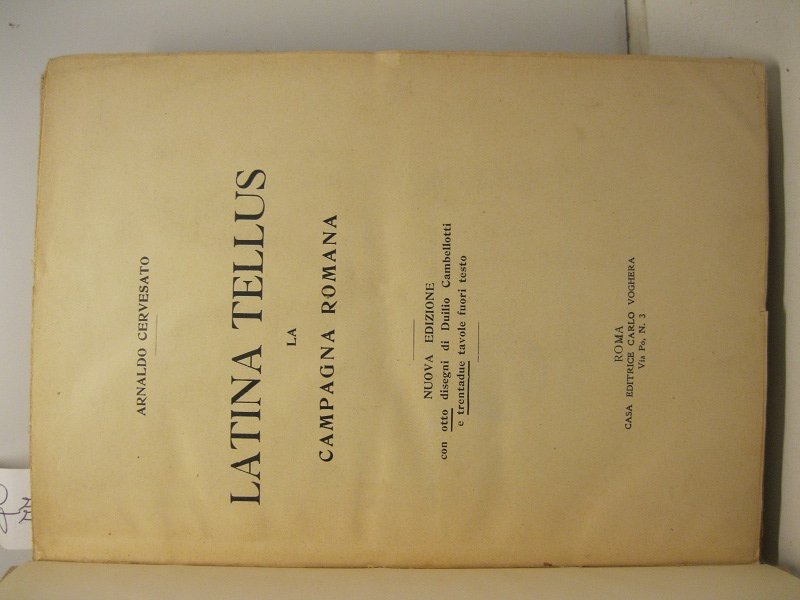 ARNALDO CERVESATO
LATINA TELLUS
LA
CAMPAGNA ROMANA
NUOVA EDIZIONE
con otto disegni di Duilio Cambellotti
e trentadue tavole fuori testo
ROMA
CASA EDITRICE CARLO VOGHERA
Via Po, N. 3